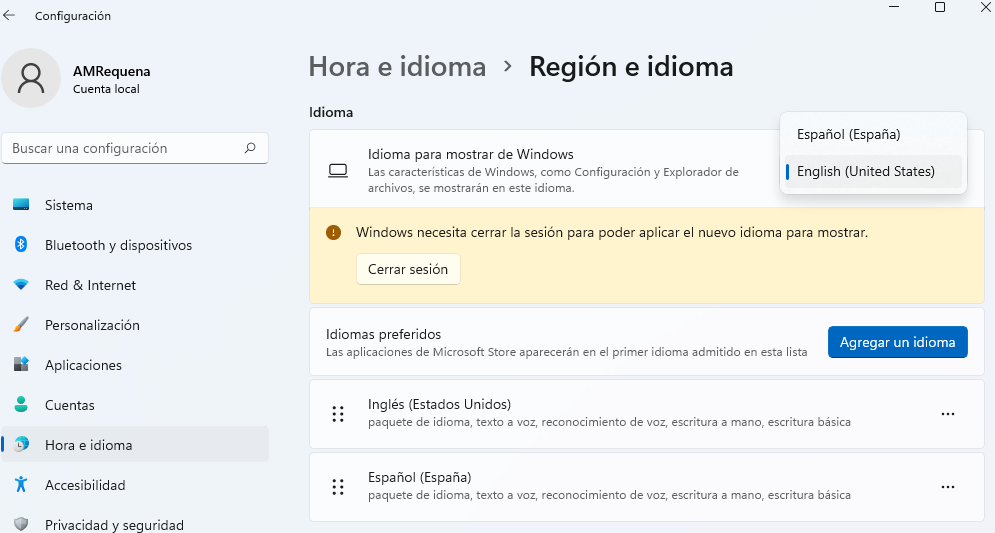 Configuración
AMRequena
Cuenta local
Buscar una configuración
Sistema
Bluetooth y dispositivos
Red & Internet
Personalización
Aplicaciones
Cuentas
Hora e idioma
Accesibilidad
Privacidad y seguridad
Hora e idioma › Región e idioma
Idioma
Idioma para mostrar de Windows
Las características de Windows, como Configuración y Explorador de
archivos, se mostrarán en este idioma.
Español (España)
English (United States)
Windows necesita cerrar la sesión para poder aplicar el nuevo idioma para mostrar.
Cerrar sesión
Idiomas preferidos
Las aplicaciones de Microsoft Store aparecerán en el primer idioma admitido en esta lista
Agregar un idioma
Inglés (Estados Unidos)
paquete de idioma, texto a voz, reconocimiento de voz, escritura a mano, escritura básica
Español (España)
paquete de idioma, texto a voz, reconocimiento de voz, escritura a mano, escritura básica